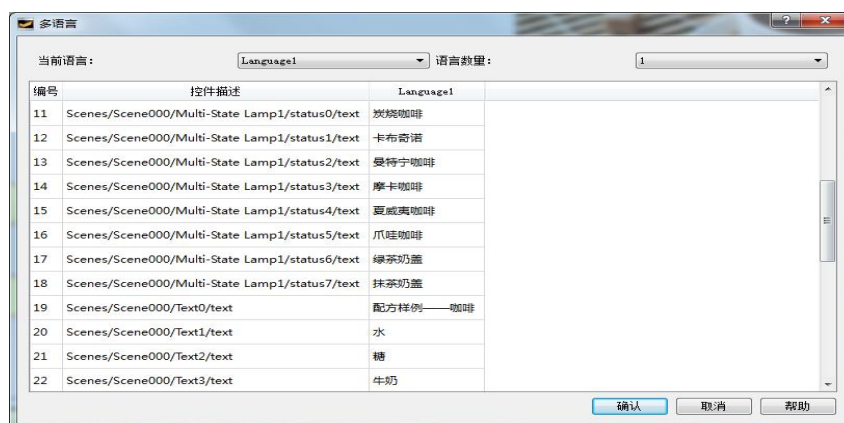 多语言
当前语言： Language1 语言数量： 1
编号 控件描述 Language1
11 Scenes/Scene000/Multi-State Lamp1/status0/text 炭烧咖啡
12 Scenes/Scene000/Multi-State Lamp1/status1/text 卡布奇诺
13 Scenes/Scene000/Multi-State Lamp1/status2/text 曼特宁咖啡
14 Scenes/Scene000/Multi-State Lamp1/status3/text 摩卡咖啡
15 Scenes/Scene000/Multi-State Lamp1/status4/text 夏威夷咖啡
16 Scenes/Scene000/Multi-State Lamp1/status5/text 爪哇咖啡
17 Scenes/Scene000/Multi-State Lamp1/status6/text 绿茶奶盖
18 Scenes/Scene000/Multi-State Lamp1/status7/text 抹茶奶盖
19 Scenes/Scene000/Text0/text 配方样例——咖啡
20 Scenes/Scene000/Text1/text 水
21 Scenes/Scene000/Text2/text 糖
22 Scenes/Scene000/Text3/text 牛奶
确认 取消 帮助